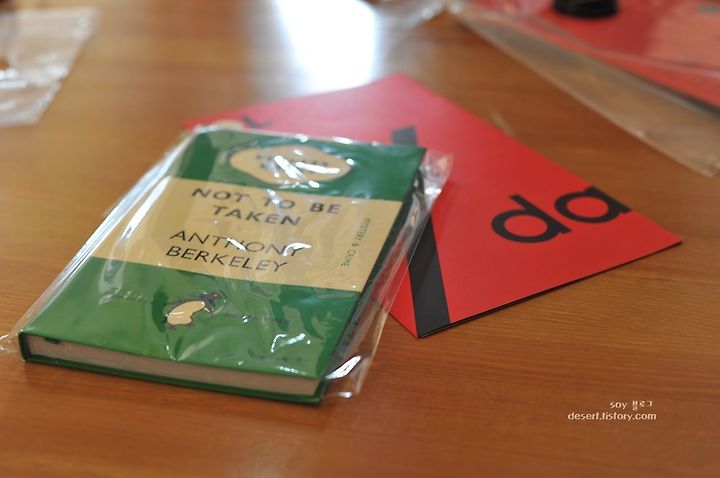 NOT TO BE
TAKEN
ANTHONY
BERKELEY
MYSTERY & CRIME
da
soy 블로그
desert.tistory.com